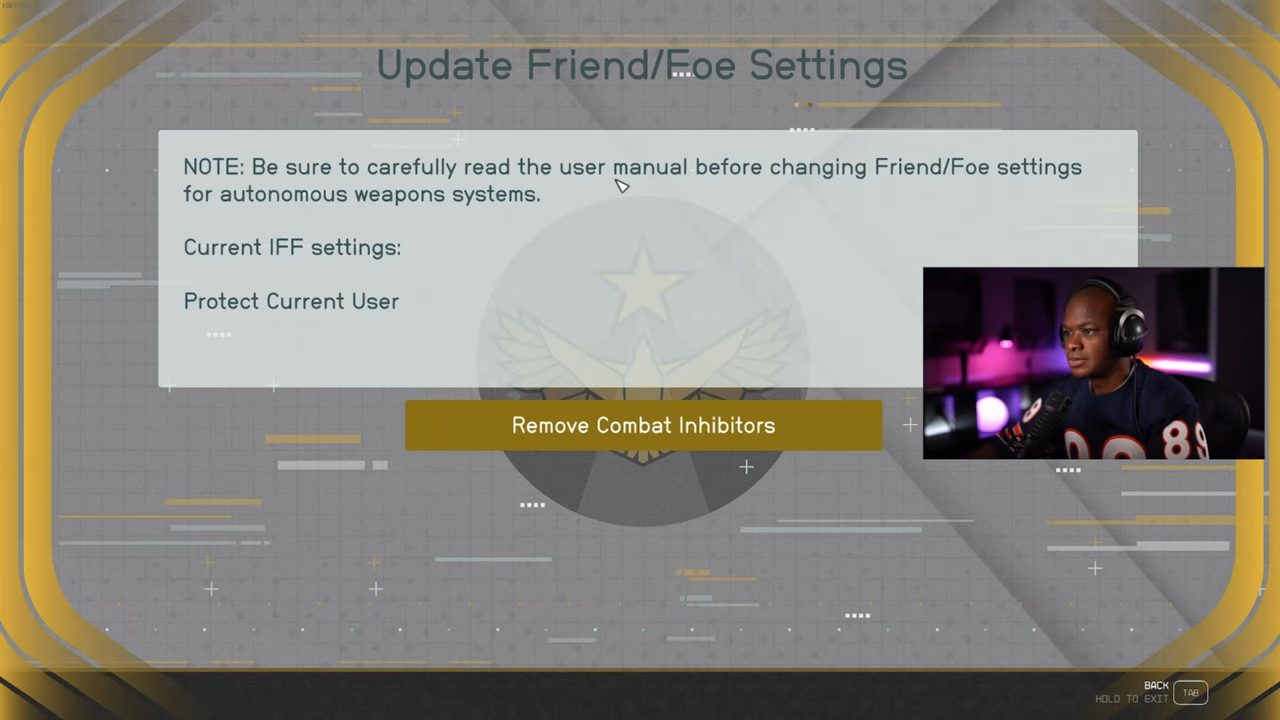 Update Friend/Foe Settings
NOTE: Be sure to carefully read the user manual before changing Friend/Foe settings
for autonomous weapons systems.
Current IFF settings:
Protect Current User
Remove Combat Inhibitors
89
BACK
HOLD TO EXIT
TAB